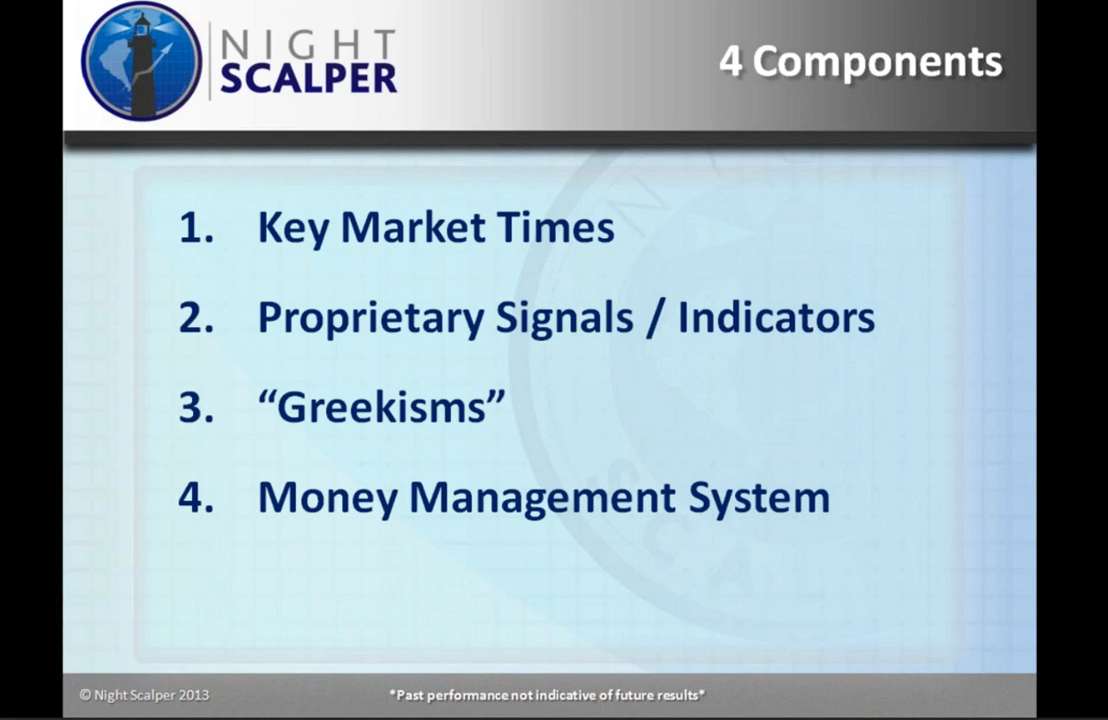 NIGHT
SCALPER
4 Components
1. Key Market Times
2. Proprietary Signals / Indicators
3. “Greekisms”
4. Money Management System
© Night Scalper 2013
*Past performance not indicative of future results*